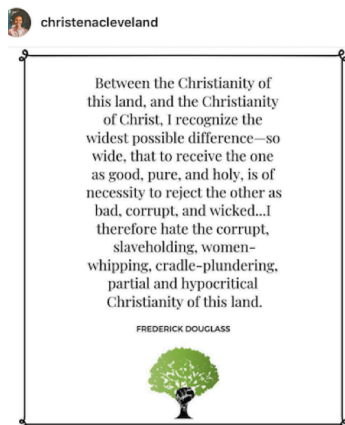 christenacleveland
Between the Christianity of
this land, and the Christianity
of Christ, I recognize the
widest possible difference—so
wide, that to receive the one
as good, pure, and holy, is of
necessity to reject the other as
bad, corrupt, and wicked...I
therefore hate the corrupt,
slaveholding, women-
whipping, cradle-plundering,
partial and hypocritical
Christianity of this land.
FREDERICK DOUGLASS